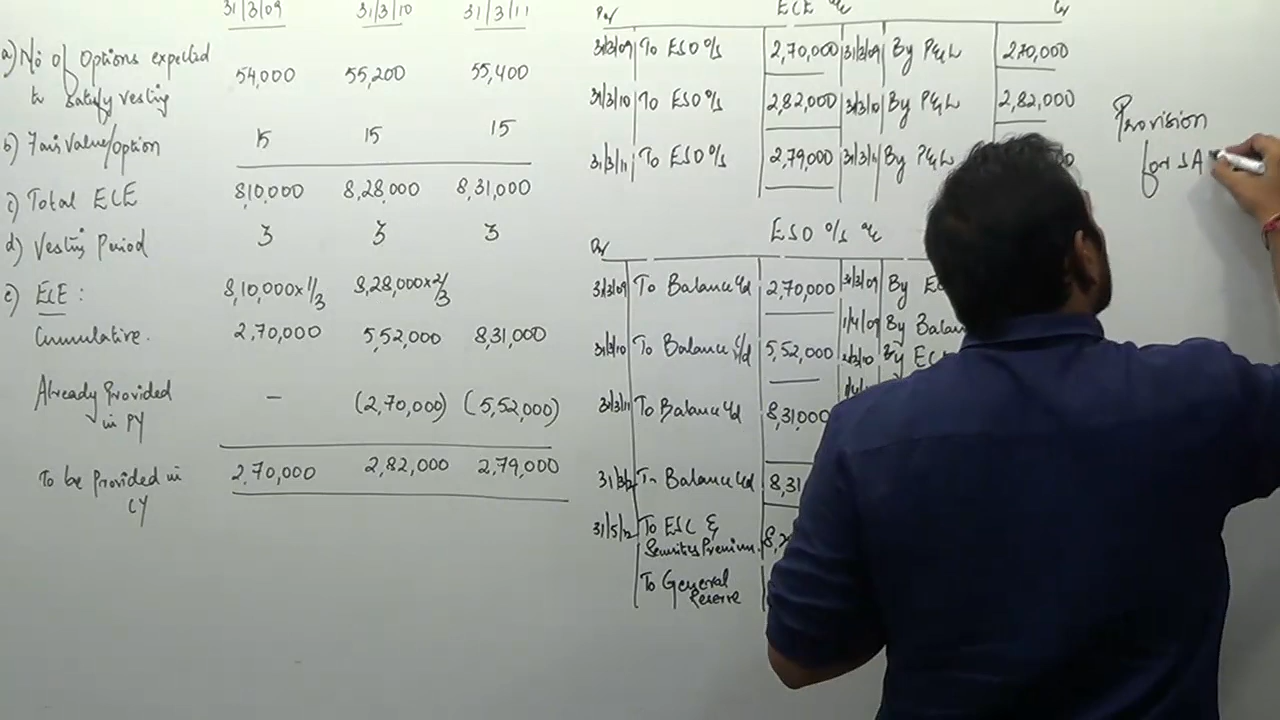 31/3/09 31/3/10 31/3/11
a) No of Options expected
to satisfy vesting
54,000 55,200 55,400
b) Fair Value/option 15 15 15
c) Total ECE 8,10,000 8,28,000 8,31,000
d) Vesting Period 3 3 3
e) ECE : 8,10,000 x 1/3 8,28,000 x 2/3
Cumulative. 2,70,000 5,52,000 8,31,000
Already Provided
in PY
- (2,70,000) (5,52,000)
To be Provided in
CY
2,70,000 2,82,000 2,79,000
ECE a/c
31/3/09 To ESO o/s 2,70,000 31/3/09 By P&L 2,70,000
31/3/10 To ESO o/s 2,82,000 31/3/10 By P&L 2,82,000
31/3/11 To ESO o/s 2,79,000 31/3/11 By P&L
ESO o/s a/c
31/3/09 To Balance c/d 2,70,000 31/3/09 By
1/4/09 By
31/3/10 To Balance c/d 5,52,000 By
31/3/11 To Balance c/d 8,31,000
31/3/12 To Balance c/d
31/5/12 To ESC &
Securities Premium.
To General
Reserve
Provision
for SA